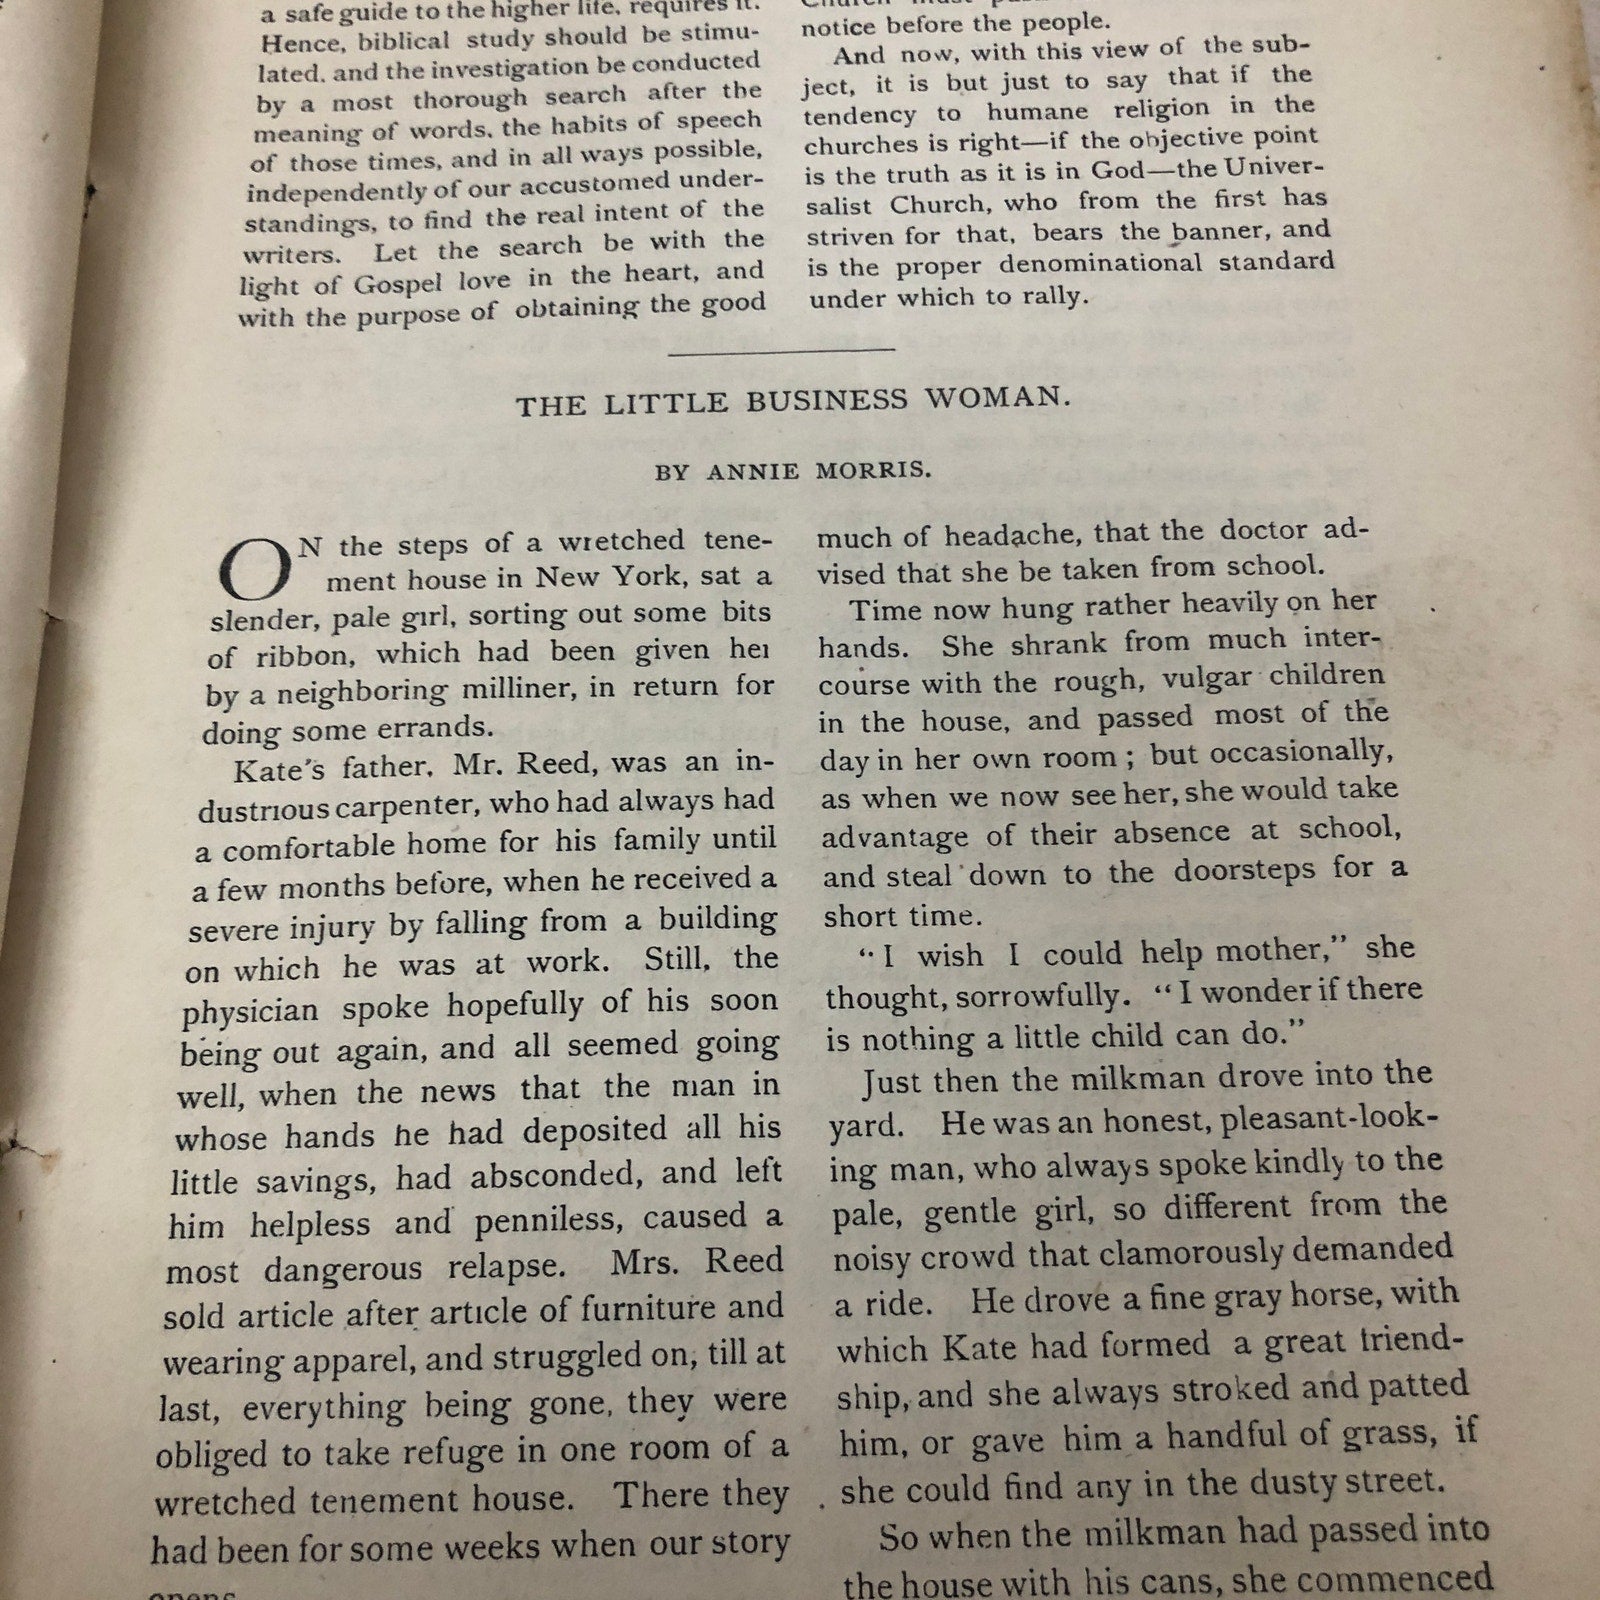 a safe guide to the higher life, requires it.
Hence, biblical study should be stimu-
lated, and the investigation be conducted
by a most thorough search after the
meaning of words, the habits of speech
of those times, and in all ways possible,
independently of our accustomed under-
standings, to find the real intent of the
writers. Let the search be with the
light of Gospel love in the heart, and
with the purpose of obtaining the good
Church must
notice before the people.
And now, with this view of the sub-
ject, it is but just to say that if the
tendency to humane religion in the
churches is right—if the objective point
is the truth as it is in God—the Univer-
salist Church, who from the first has
striven for that, bears the banner, and
is the proper denominational standard
under which to rally.
THE LITTLE BUSINESS WOMAN.
BY ANNIE MORRIS.
ON the steps of a wretched tene-
ment house in New York, sat a
slender, pale girl, sorting out some bits
of ribbon, which had been given her
by a neighboring milliner, in return for
doing some errands.
Kate's father, Mr. Reed, was an in-
dustrious carpenter, who had always had
a comfortable home for his family until
a few months before, when he received a
severe injury by falling from a building
on which he was at work. Still, the
physician spoke hopefully of his soon
being out again, and all seemed going
well, when the news that the man in
whose hands he had deposited all his
little savings, had absconded, and left
him helpless and penniless, caused a
most dangerous relapse. Mrs. Reed
sold article after article of furniture and
wearing apparel, and struggled on, till at
last, everything being gone, they were
obliged to take refuge in one room of a
wretched tenement house. There they
had been for some weeks when our story
opens.
much of headache, that the doctor ad-
vised that she be taken from school.
Time now hung rather heavily on her
hands. She shrank from much inter-
course with the rough, vulgar children
in the house, and passed most of the
day in her own room; but occasionally,
as when we now see her, she would take
advantage of their absence at school,
and steal down to the doorsteps for a
short time.
"I wish I could help mother," she
thought, sorrowfully. "I wonder if there
is nothing a little child can do."
Just then the milkman drove into the
yard. He was an honest, pleasant-look-
ing man, who always spoke kindly to the
pale, gentle girl, so different from the
noisy crowd that clamorously demanded
a ride. He drove a fine gray horse, with
which Kate had formed a great friend-
ship, and she always stroked and patted
him, or gave him a handful of grass, if
she could find any in the dusty street.
So when the milkman had passed into
the house with his cans, she commenced